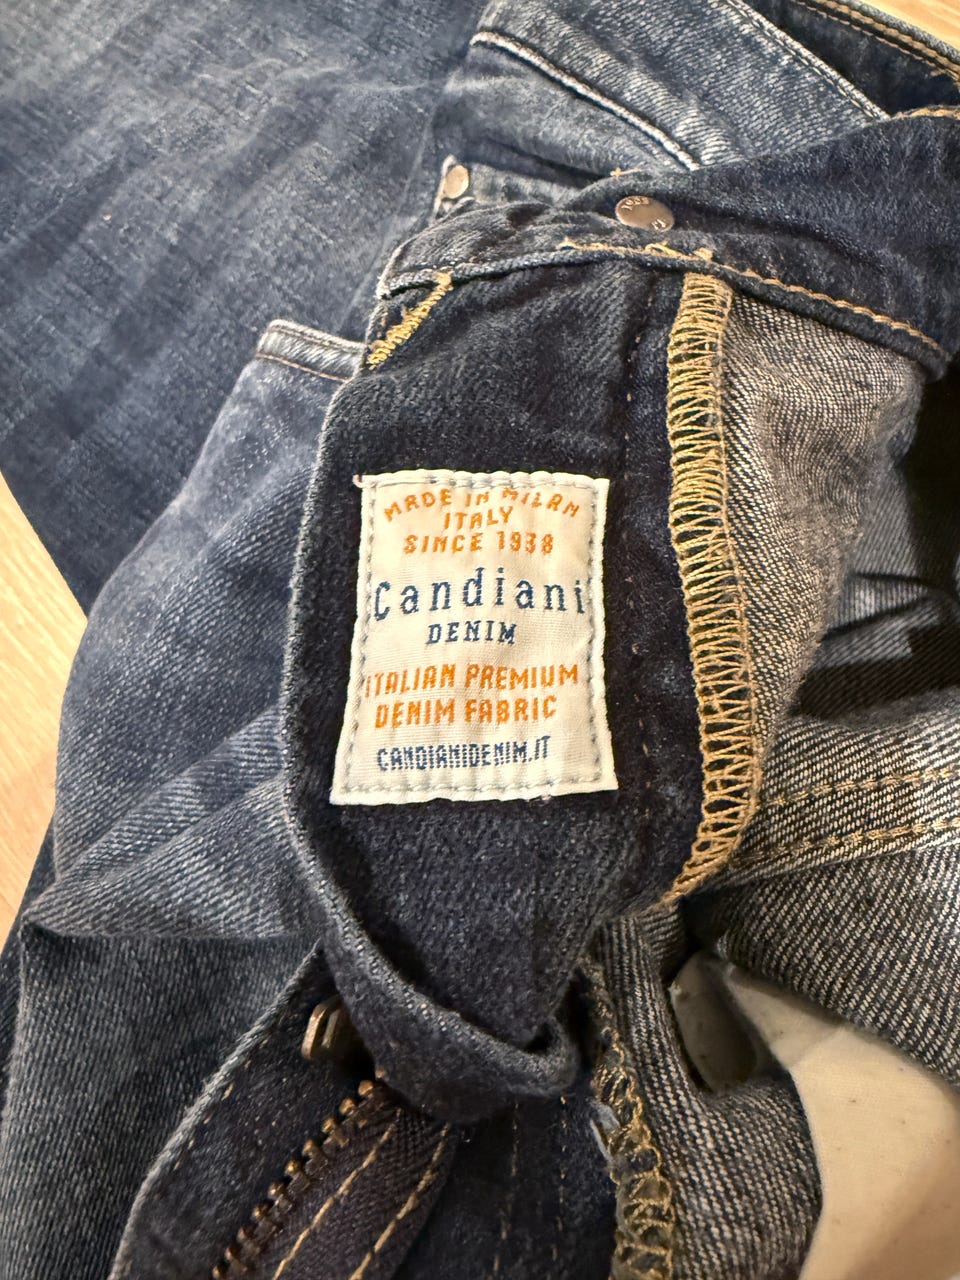 MADE IN MILAN
ITALY
SINCE 1938
Candiani
DENIM
ITALIAN PREMIUM
DENIM FABRIC
CANDIANIDENIM.IT